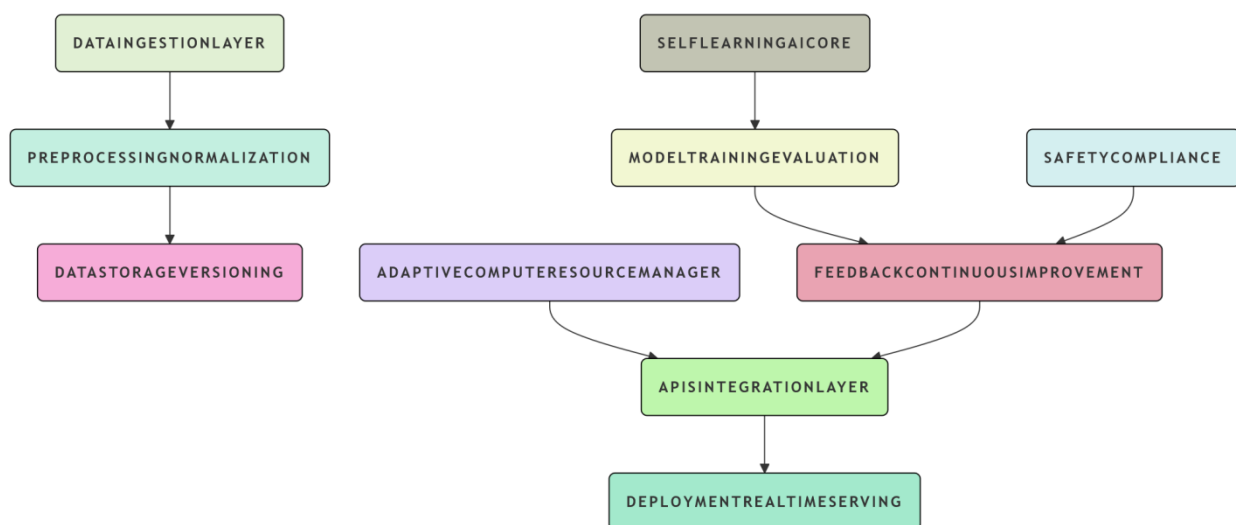 DATAINGESTIONLAYER
SELFLEARNINGAICORE
PREPROCESSINGNORMALIZATION
MODELTRAININGEVALUATION
SAFETYCOMPLIANCE
DATASTORAGEVERSIONING
ADAPTIVECOMPUTERESOURCEMANAGER
FEEDBACKCONTINUOUSIMPROVEMENT
APISINTEGRATIONLAYER
DEPLOYMENTREALTIMESERVING